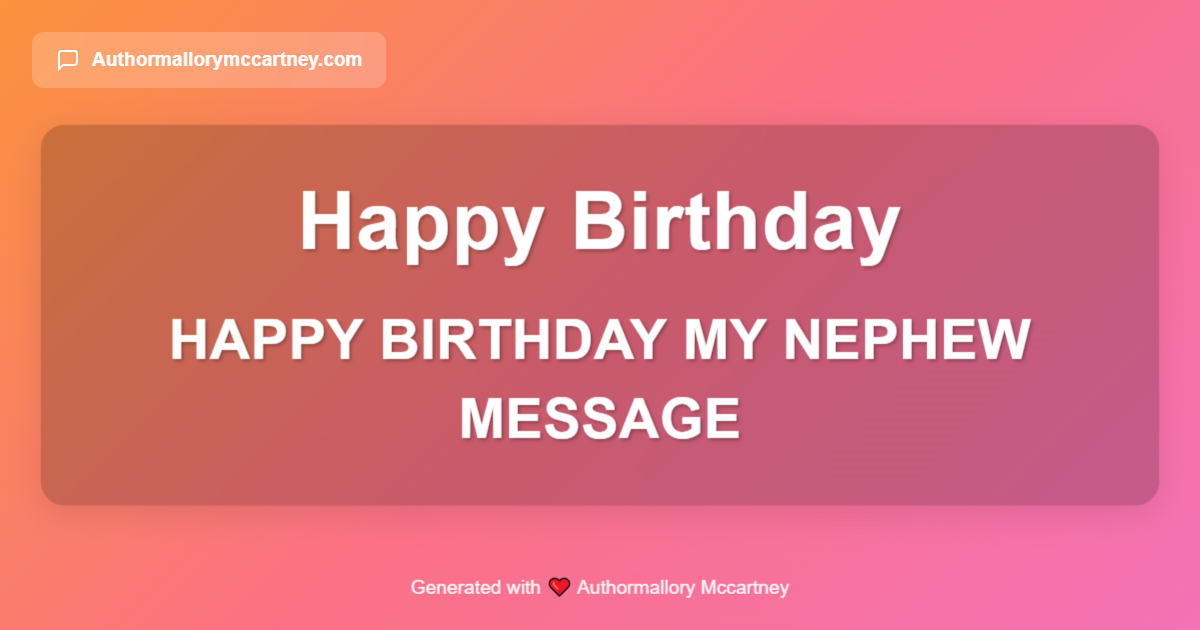 Authormallorymccartney.com
Happy Birthday
HAPPY BIRTHDAY MY NEPHEW
MESSAGE
Generated with ❤️ Authormallory Mccartney